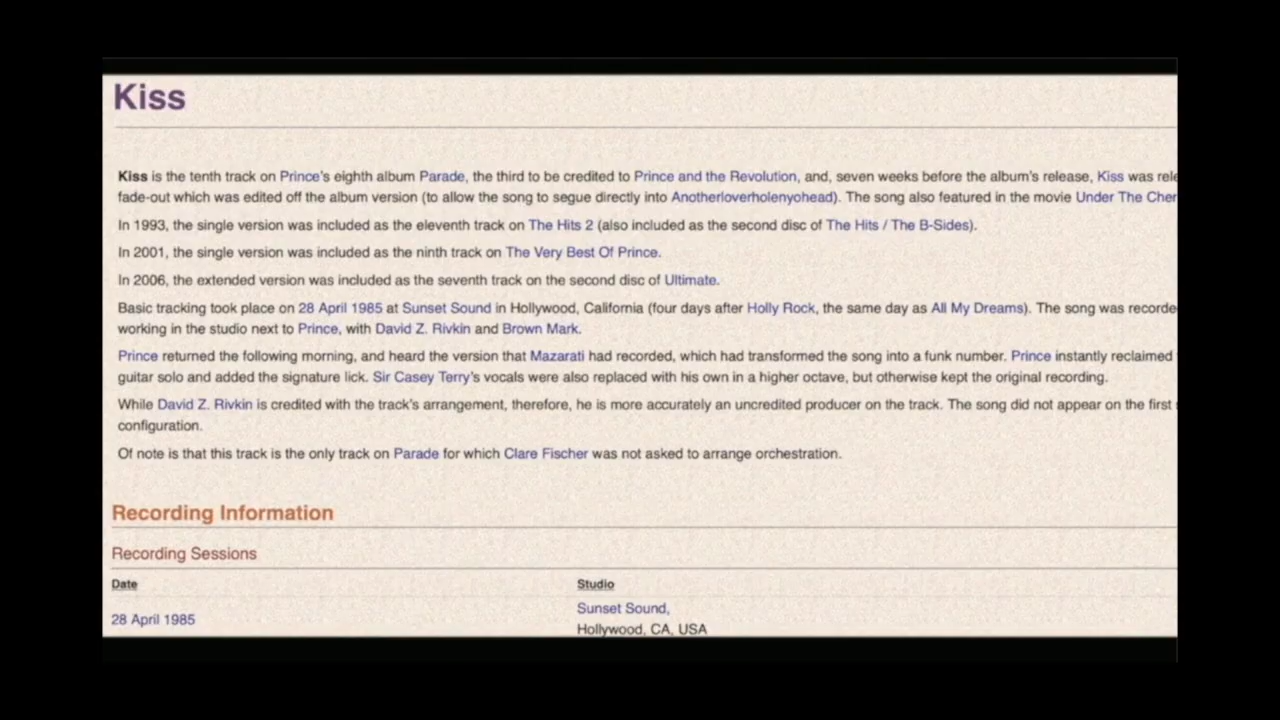 Kiss
Kiss is the tenth track on Prince's eighth album Parade, the third to be credited to Prince and the Revolution, and, seven weeks before the album's release, Kiss was
fade-out which was edited off the album version (to allow the song to segue directly into Anotherloverholenyohead). The song also featured in the movie Under The
In 1993, the single version was included as the eleventh track on The Hits 2 (also included as the second disc of The Hits / The B-Sides).
In 2001, the single version was included as the ninth track on The Very Best Of Prince.
In 2006, the extended version was included as the seventh track on the second disc of Ultimate.
Basic tracking took place on 28 April 1985 at Sunset Sound in Hollywood, California (four days after Holly Rock, the same day as All My Dreams). The song was
working in the studio next to Prince, with David Z. Rivkin and Brown Mark.
Prince returned the following morning, and heard the version that Mazarati had recorded, which had transformed the song into a funk number. Prince instantly reclaimed
guitar solo and added the signature lick. Sir Casey Terry's vocals were also replaced with his own in a higher octave, but otherwise kept the original recording.
While David Z. Rivkin is credited with the track's arrangement, therefore, he is more accurately an uncredited producer on the track. The song did not appear on the first
configuration.
Of note is that this track is the only track on Parade for which Clare Fischer was not asked to arrange orchestration.
Recording Information
Recording Sessions
Date Studio
28 April 1985 Sunset Sound,
Hollywood, CA, USA